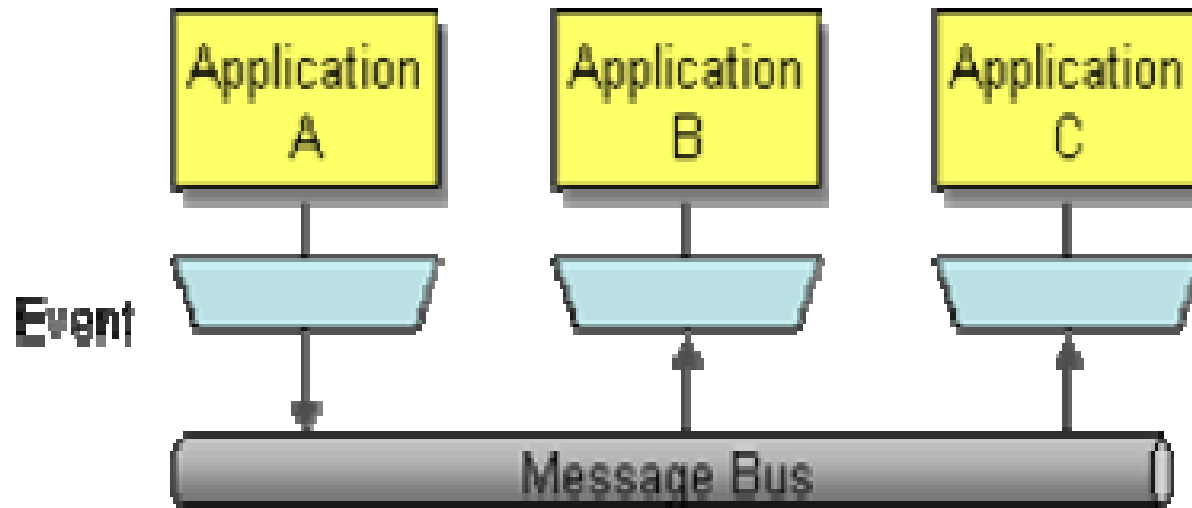 Application
A
Application
B
Application
C
Event
Message Bus